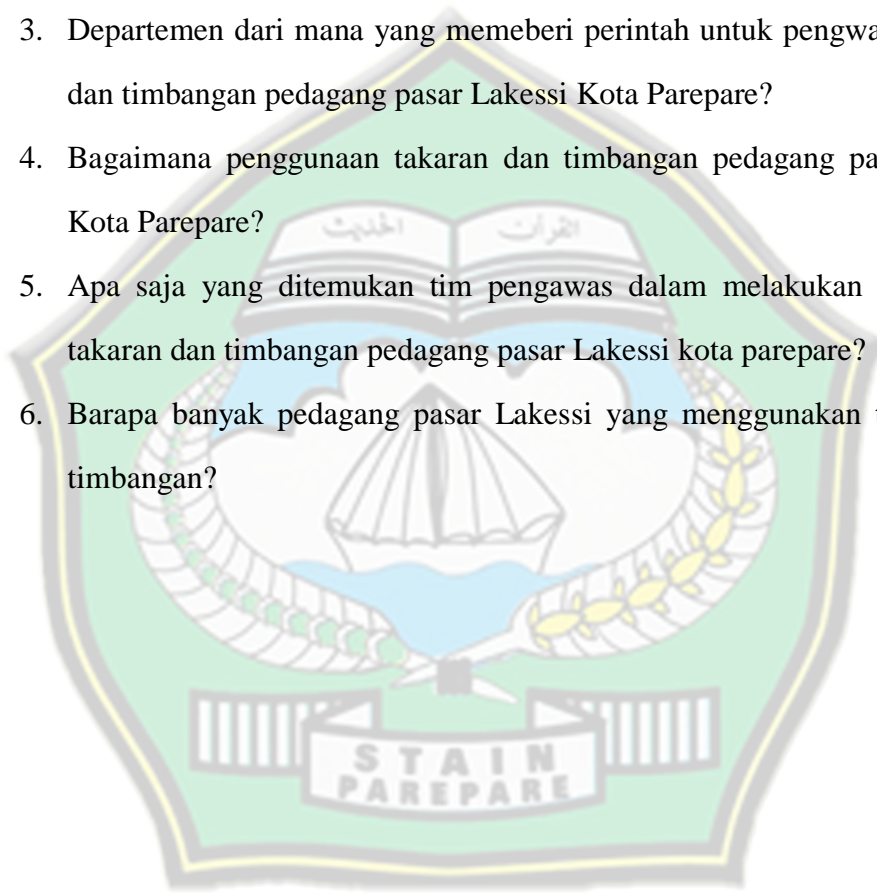 3. Departemen dari mana yang memeberi perintah untuk
dan timbangan pedagang pasar Lakessi Kota Parepare?
4. Bagaimana penggunaan takaran dan timbangan pedagang
Kota Parepare?
القرآن الحديث
5. Apa saja yang ditemukan tim pengawas dalam melakukan
takaran dan timbangan pedagang pasar Lakessi kota parepare?
6. Barapa banyak pedagang pasar Lakessi yang menggunakan
timbangan?
STAIN
PAREPARE